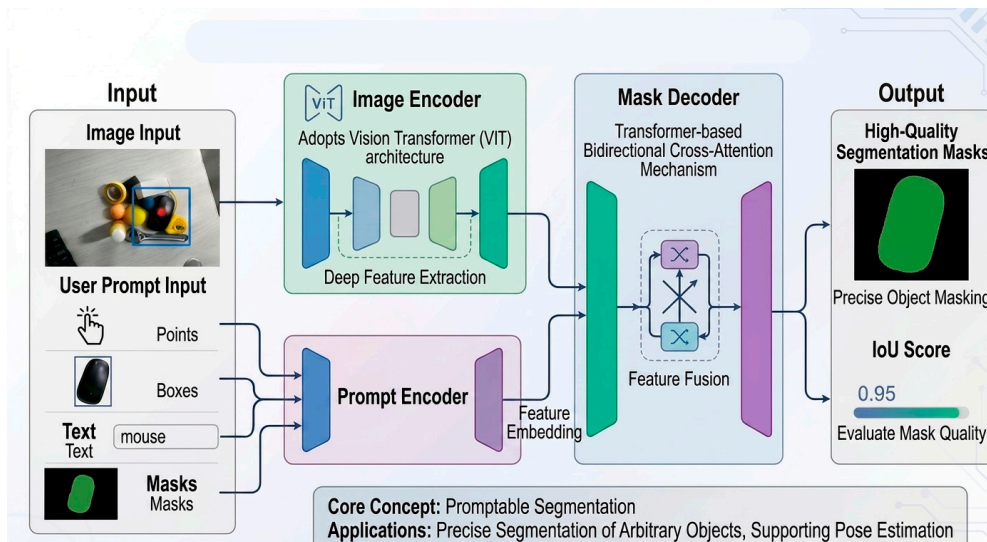 Input
Image Input
User Prompt Input
Points
Boxes
Text
Text
mouse
Masks
Masks
ViT
Image Encoder
Adopts Vision Transformer (VIT)
architecture
Deep Feature Extraction
Prompt Encoder
Feature
Embedding
Mask Decoder
Transformer-based
Bidirectional Cross-Attention
Mechanism
Feature Fusion
Output
High-Quality
Segmentation Masks
Precise Object Masking
IoU Score
0.95
Evaluate Mask Quality
Core Concept: Promptable Segmentation
Applications: Precise Segmentation of Arbitrary Objects, Supporting Pose Estimation